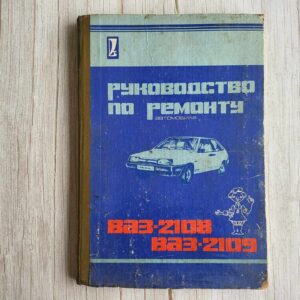 РУКОВОДСТВО
ПО РЕМОНТУ
АВТОМОБИЛЯ
ВАЗ-2108
ВАЗ-2109